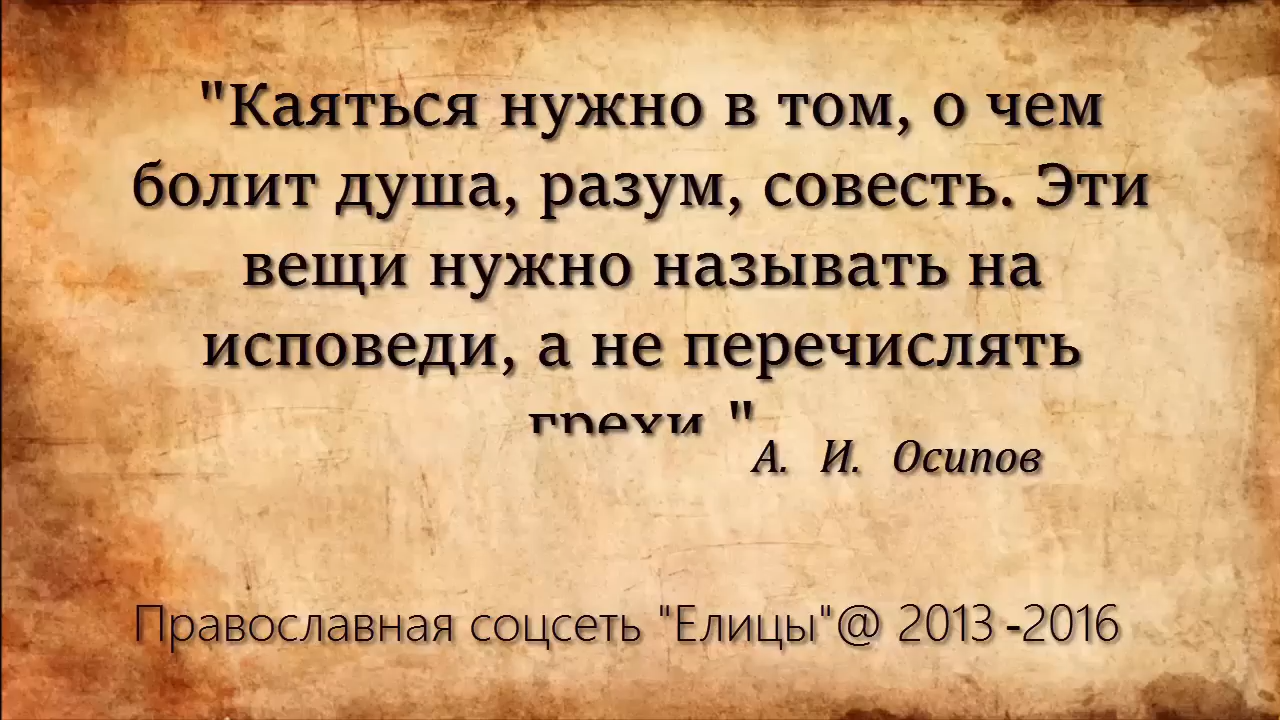 "Каяться нужно в том, о чем
болит душа, разум, совесть. Эти
вещи нужно называть на
исповеди, а не перечислять
грехи."
А. И. Осипов
Православная соцсеть "Елицы"@ 2013 -2016